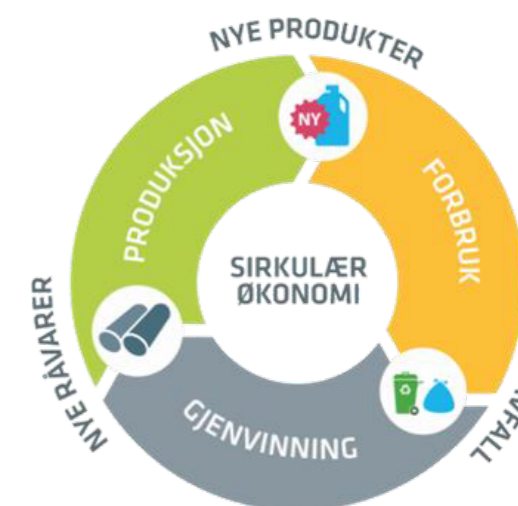 NYE PRODUKTER
NY
PRODUKSJON
FORBRUK
SIRKULÆR
ØKONOMI
NYE RÅVARER
GJENVINNING